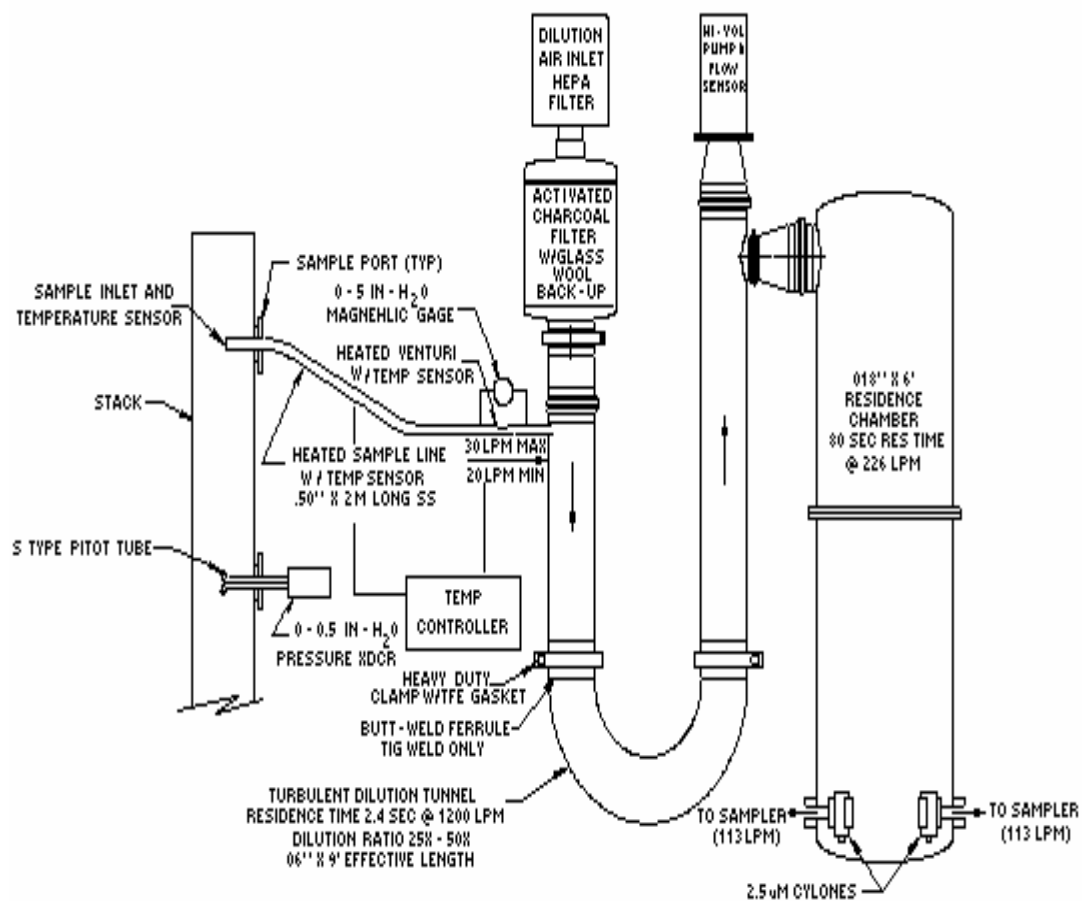 DILUTION
AIR INLET
HEPA
FILTER
HI-VOL
PUMP &
FLOW
SENSOR
ACTIVATED
CHARCOAL
FILTER
W/GLASS
WOOL
BACK-UP
SAMPLE PORT (TYP)
0 - 5 IN - H2O
MAGNEHLIC GAGE
SAMPLE INLET AND
TEMPERATURE SENSOR
HEATED VENTURI
W/TEMP SENSOR
STACK
30 LPM MAX
20 LPM MIN
HEATED SAMPLE LINE
W/TEMP SENSOR
.50" X 2M LONG SS
018" X 6'
RESIDENCE
CHAMBER
80 SEC RES TIME
@ 226 LPM
S TYPE PITOT TUBE
0 - 0.5 IN - H2O
PRESSURE XDCR
TEMP
CONTROLLER
HEAVY DUTY
CLAMP W/TFE GASKET
BUTT-WELD FERRULE
TIG WELD ONLY
TURBULENT DILUTION TUNNEL
RESIDENCE TIME 2.4 SEC @ 1200 LPM
DILUTION RATIO 25X - 50X
06" X 9' EFFECTIVE LENGTH
TO SAMPLER
(113 LPM)
TO SAMPLER
(113 LPM)
2.5 uM CYLONES